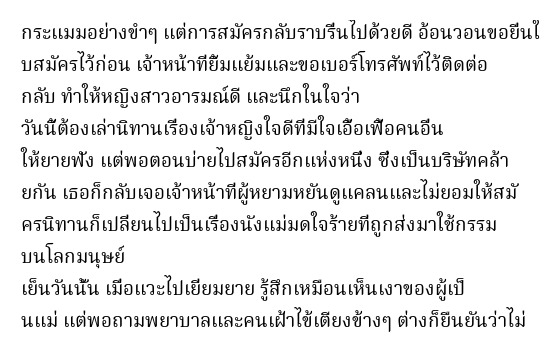 กระแมมอย่างขำๆ แต่การสมัครกลับราบรื่นไปด้วยดี อ้อนวอนขอยื่นใ
บสมัครไว้ก่อน เจ้าหน้าที่ยิ้มแย้มและขอเบอร์โทรศัพท์ไว้ติดต่อ
กลับ ทำให้หญิงสาวอารมณ์ดี และนึกในใจว่า
วันนี้ต้องเล่านิทานเรื่องเจ้าหญิงใจดีที่มีใจเอื้อเฟื้อคนอื่น
ให้ยายฟัง แต่พอตอนบ่ายไปสมัครอีกแห่งหนึ่ง ซึ่งเป็นบริษัทคล้า
ยกัน เธอก็กลับเจอเจ้าหน้าที่ผู้หยามหยันดูแคลนและไม่ยอมให้สมั
ครนิทานก็เปลี่ยนไปเป็นเรื่องนังแม่มดใจร้ายที่ถูกส่งมาใช้กรรม
บนโลกมนุษย์
เย็นวันนั้น เมื่อแวะไปเยี่ยมยาย รู้สึกเหมือนเห็นเงาของผู้เป็
นแม่ แต่พอถามพยาบาลและคนเฝ้าไข้เตียงข้างๆ ต่างก็ยืนยันว่าไม่